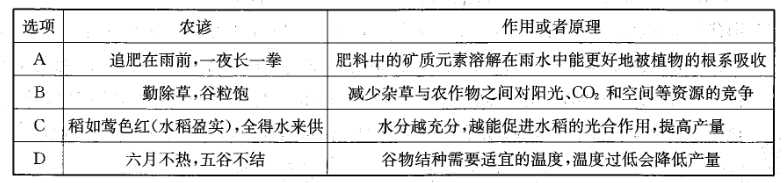 选项 农谚 作用或者原理
A 追肥在雨前,一夜长一拳 肥料中的矿质元素溶解在雨水中能更好地被植物的根系吸收
B 勤除草,谷粒饱 减少杂草与农作物之间对阳光、CO₂ 和空间等资源的竞争
C 稻如莺色红(水稻盈实),全得水来供 水分越充分,越能促进水稻的光合作用,提高产量
D 六月不热,五谷不结 谷物结种需要适宜的温度,温度过低会降低产量